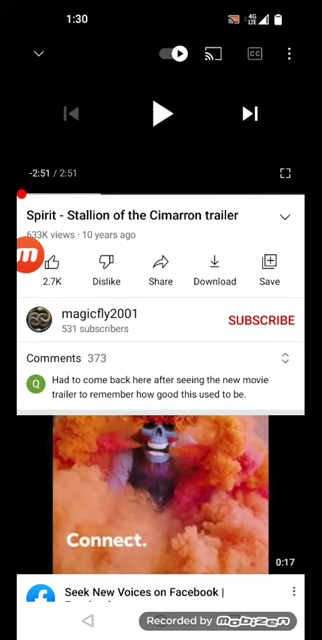 1:30
4G
LTE
CC
-2:51 / 2:51
Spirit - Stallion of the Cimarron trailer
633K views · 10 years ago
2.7K
Dislike
Share
Download
Save
magicfly2001
531 subscribers
SUBSCRIBE
Comments 373
Q
Had to come back here after seeing the new movie
trailer to remember how good this used to be.
Connect.
0:17
Seek New Voices on Facebook |
Recorded by MOBIZEN